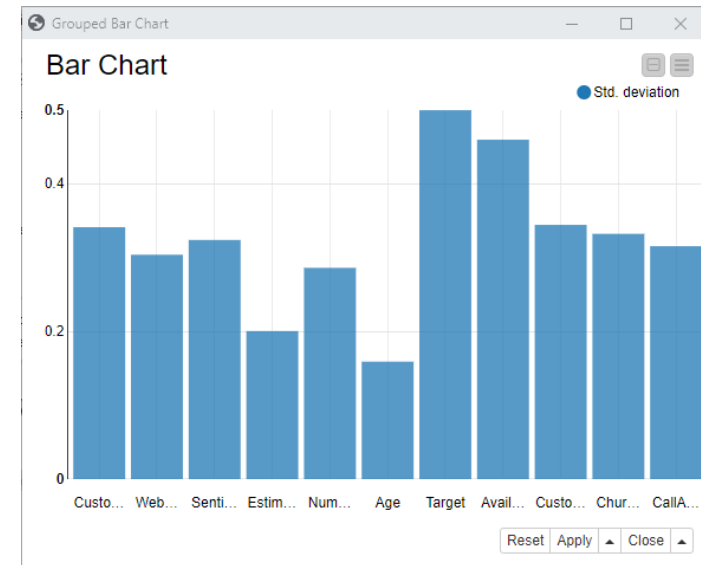 Grouped Bar Chart
Bar Chart
Std. deviation
0.5
0.4
0.2
0
Custo... Web... Senti... Estim... Num... Age Target Avail... Custo... Chur... CallA...
Reset Apply Close